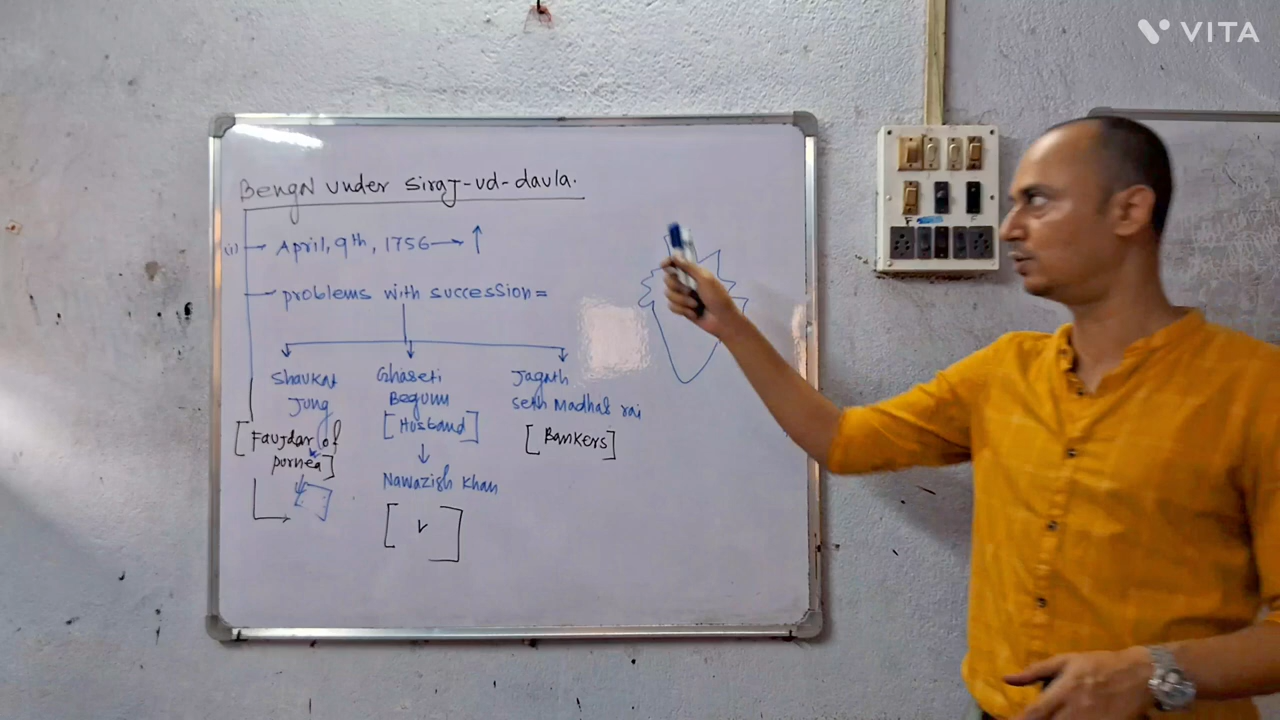 VITA
Bengal under Siraj-ud-daula.
(i) April, 9th, 1756 → ↑
problems with succession =
Shaukat Jung
[Faujdar of purnea]
Ghaseti Begum
[Husband]
↓
Nawazish Khan
Jagath
seth Madhab rai
[Bankers]